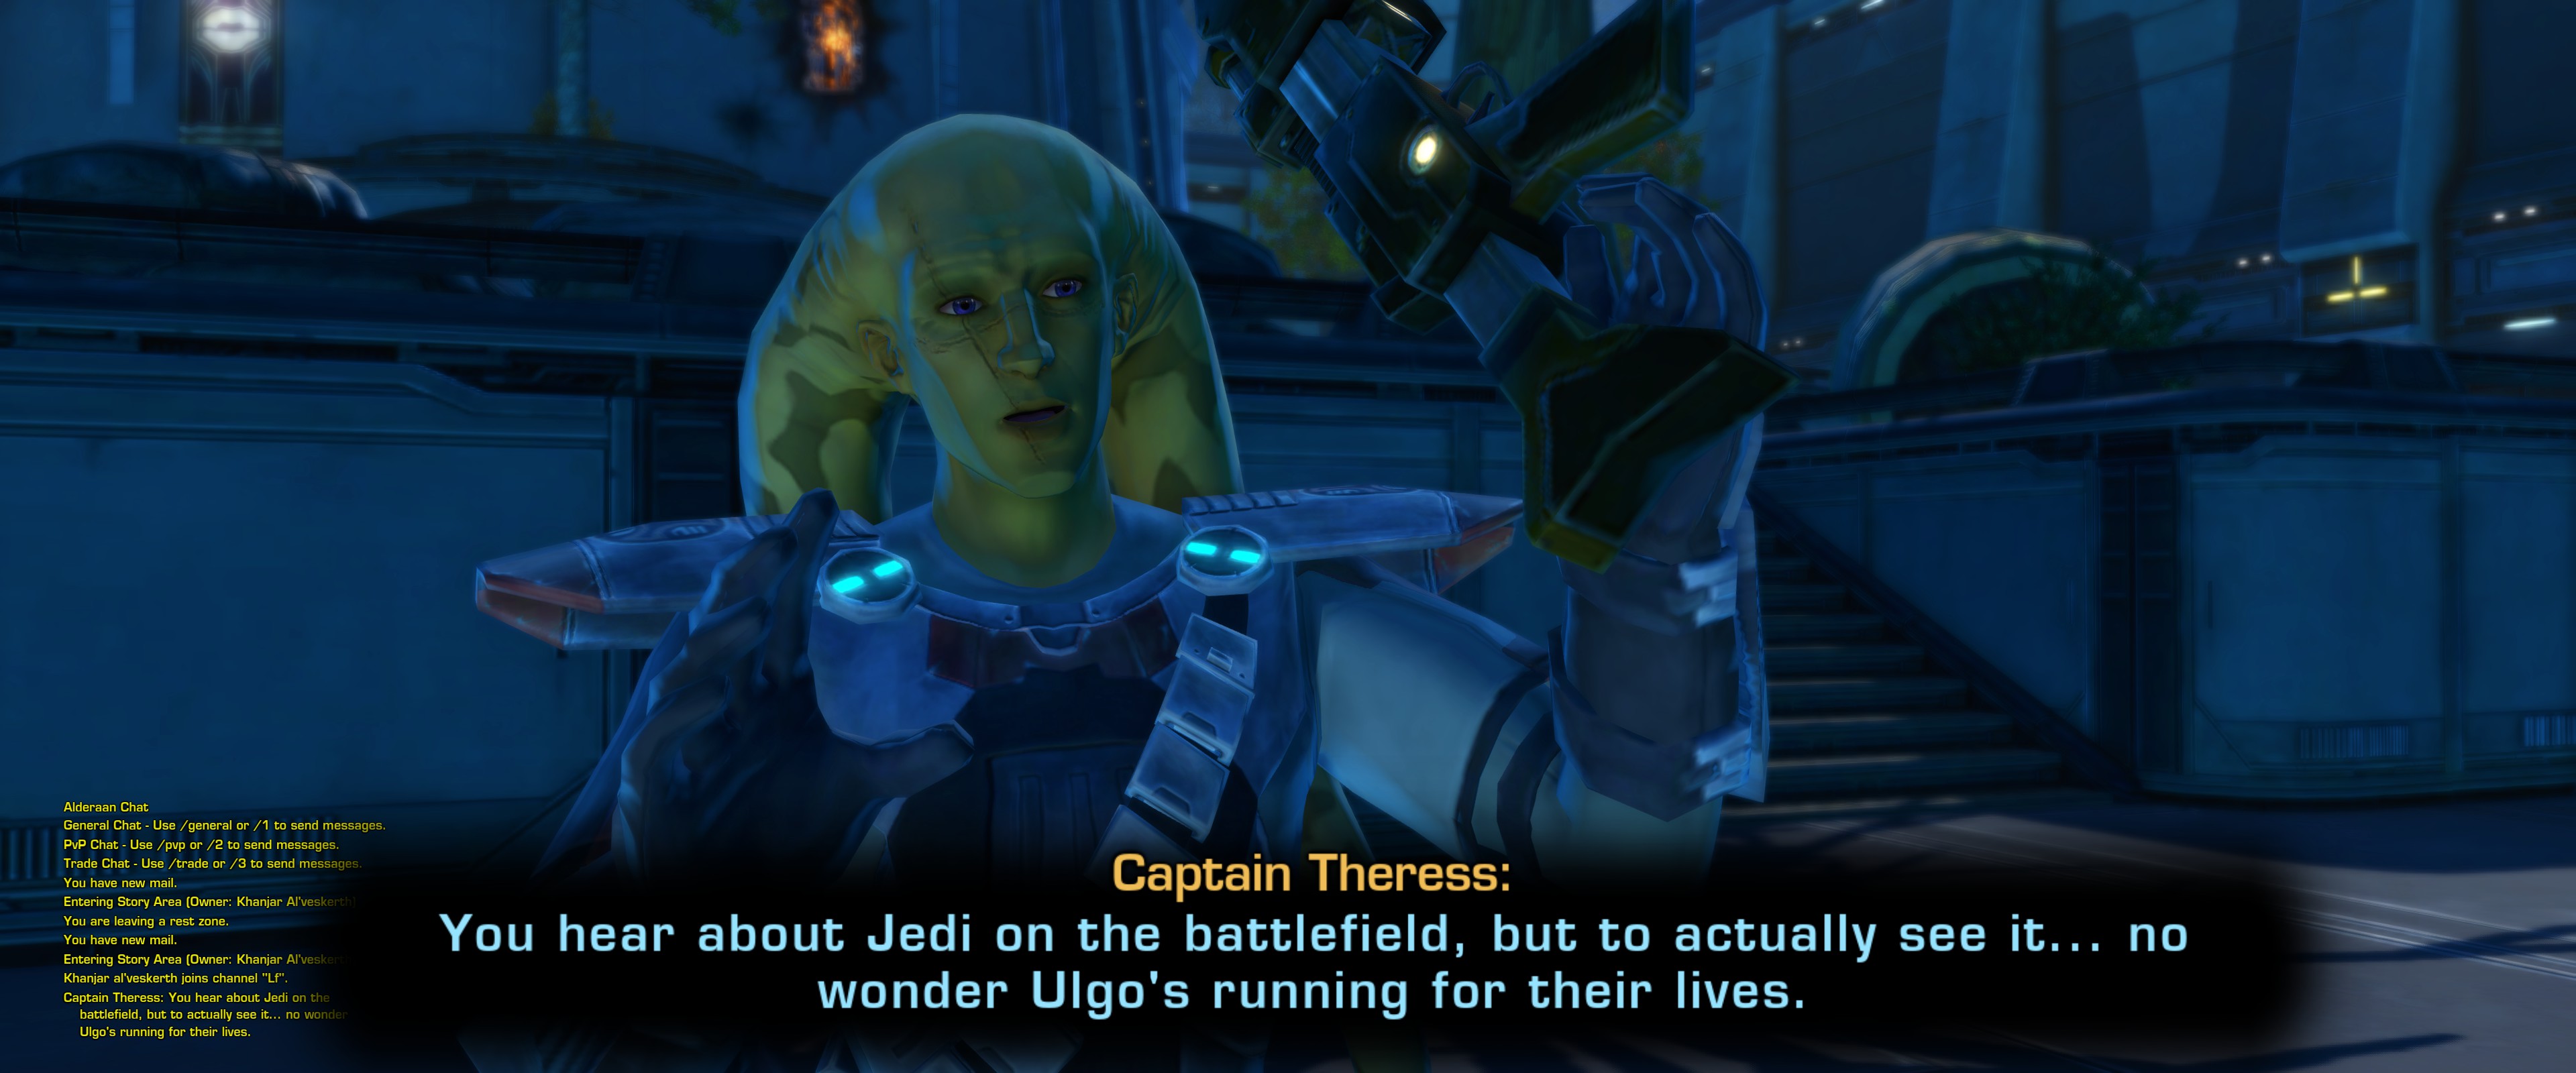 Alderaan Chat
General Chat - Use /general or /1 to send messages.
PvP Chat - Use /pvp or /2 to send messages.
Trade Chat - Use /trade or /3 to send messages.
You have new mail.
Entering Story Area (Owner: Khanjar Al'veskerth)
You are leaving a rest zone.
You have new mail.
Entering Story Area (Owner: Khanjar Al'veskerth
Khanjar al'veskerth joins channel "Lf".
Captain Theress: You hear about Jedi on the
battlefield, but to actually see it... no wonder
Ulgo's running for their lives.
Captain Theress:
You hear about Jedi on the battlefield, but to actually see it... no
wonder Ulgo's running for their lives.